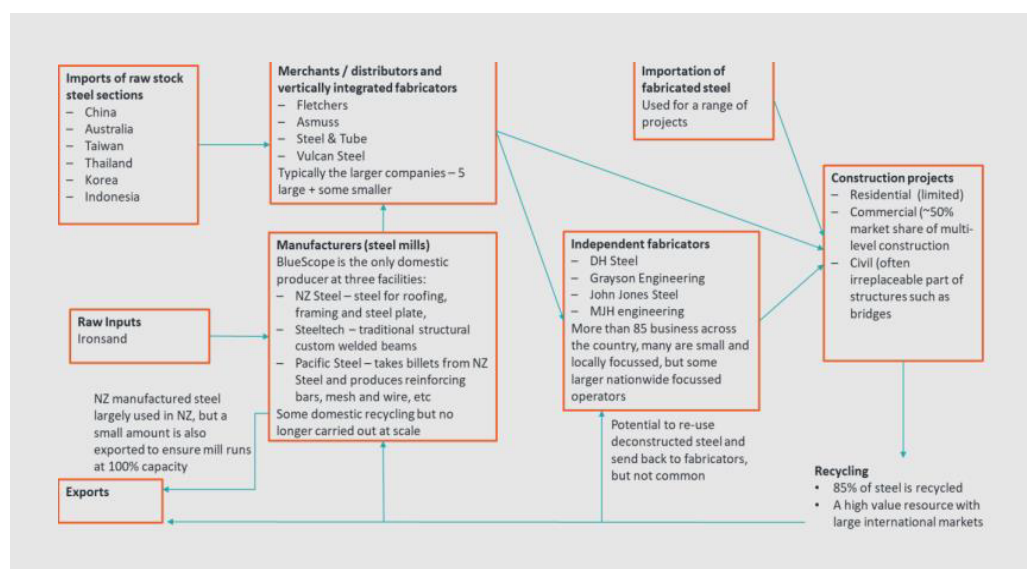 Imports of raw stock
steel sections
– China
– Australia
– Taiwan
– Thailand
– Korea
– Indonesia
Merchants / distributors and
vertically integrated fabricators
– Fletchers
– Asmuss
– Steel & Tube
– Vulcan Steel
Typically the larger companies – 5
large + some smaller
Importation of
fabricated steel
Used for a range of
projects
Construction projects
– Residential (limited)
– Commercial (~50%
market share of multi-
level construction
– Civil (often
irreplaceable part of
structures such as
bridges
Manufacturers (steel mills)
BlueScope is the only domestic
producer at three facilities:
– NZ Steel – steel for roofing,
framing and steel plate,
– Steeltech – traditional structural
custom welded beams
– Pacific Steel – takes billets from NZ
Steel and produces reinforcing
bars, mesh and wire, etc
Some domestic recycling but no
longer carried out at scale
Independent fabricators
– DH Steel
– Grayson Engineering
– John Jones Steel
– MJH engineering
More than 85 business across
the country, many are small and
locally focussed, but some
larger nationwide focussed
operators
Raw Inputs
Ironsand
NZ manufactured steel
largely used in NZ, but a
small amount is also
exported to ensure mill runs
at 100% capacity
Potential to re-use
deconstructed steel and
send back to fabricators,
but not common
Exports
Recycling
• 85% of steel is recycled
• A high value resource with
large international markets